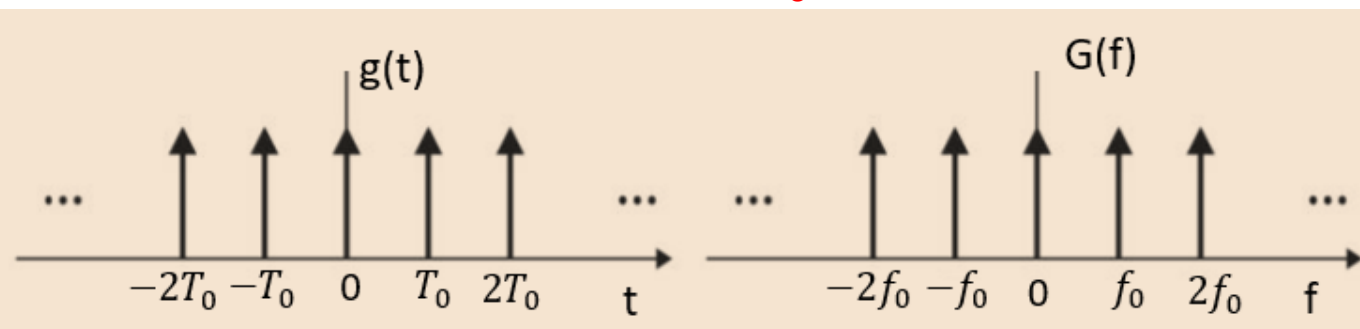 g(t)
G(f)
... ... ... ...
−2T₀ −T₀ 0 T₀ 2T₀ t
−2f₀ −f₀ 0 f₀ 2f₀ f